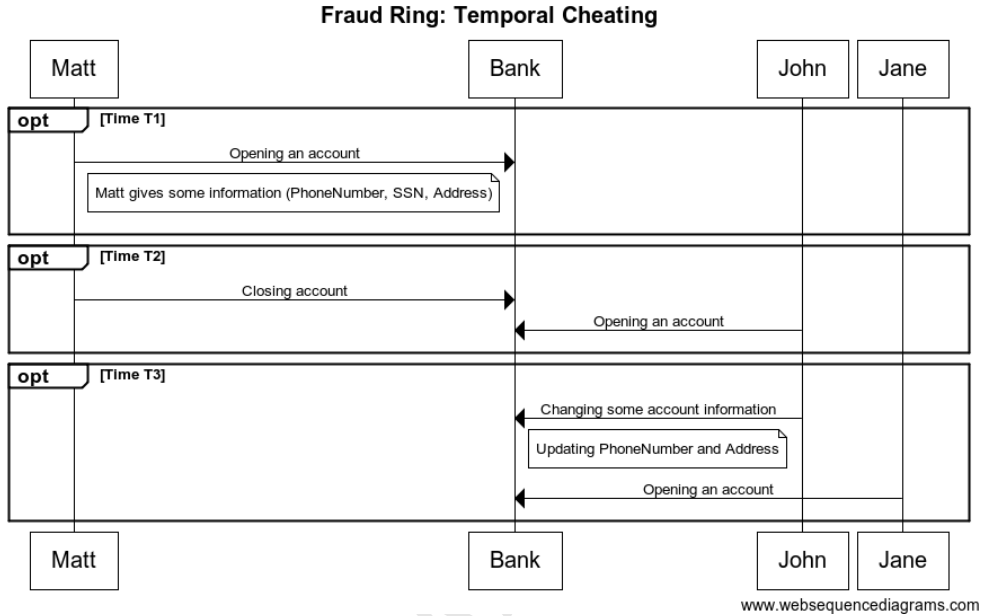 Fraud Ring: Temporal Cheating
Matt Bank John Jane
opt [Time T1]
Opening an account
Matt gives some information (PhoneNumber, SSN, Address)
opt [Time T2]
Closing account
Opening an account
opt [Time T3]
Changing some account information
Updating PhoneNumber and Address
Opening an account
Matt Bank John Jane
www.websequencediagrams.com